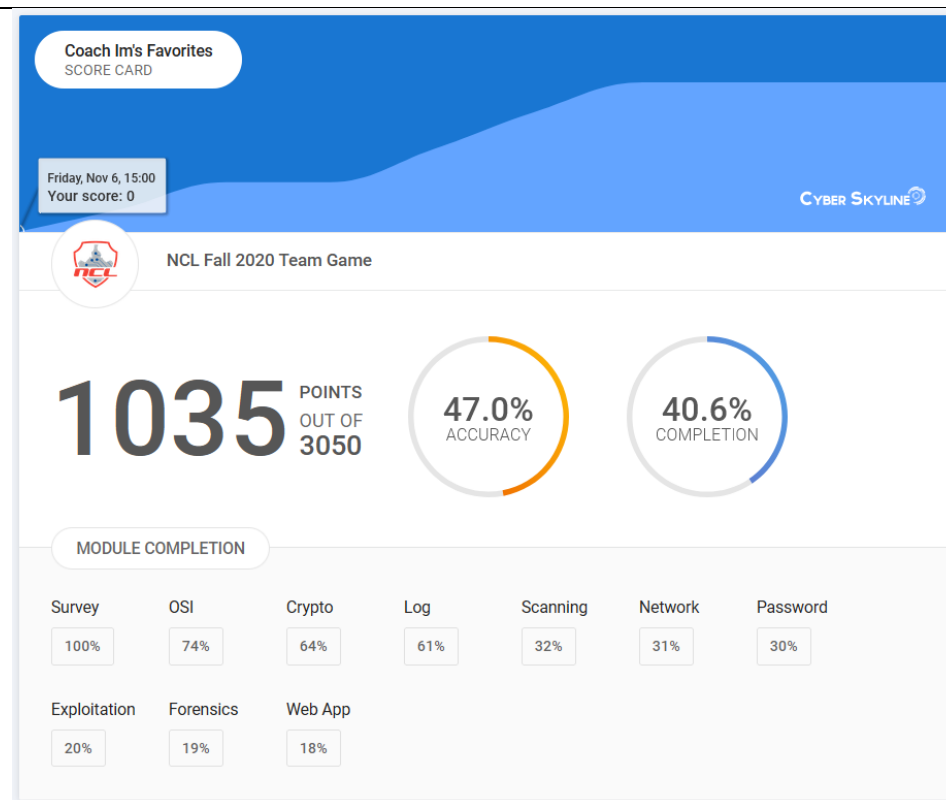 Coach Im's Favorites
SCORE CARD
Friday, Nov 6, 15:00
Your score: 0
CYBER SKYLINE
NCL
NCL Fall 2020 Team Game
1035
POINTS
OUT OF
3050
47.0%
ACCURACY
40.6%
COMPLETION
MODULE COMPLETION
Survey OSI Crypto Log Scanning Network Password
100% 74% 64% 61% 32% 31% 30%
Exploitation Forensics Web App
20% 19% 18%